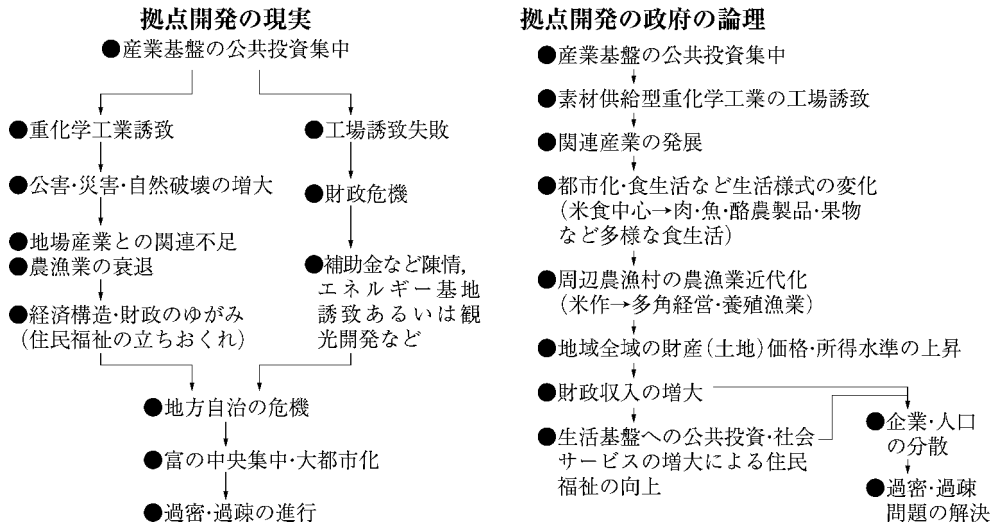 拠点開発の現実
●産業基盤の公共投資集中
●重化学工業誘致
●公害・災害・自然破壊の増大
●地場産業との関連不足
●農漁業の衰退
●経済構造・財政のゆがみ
(住民福祉の立ちおくれ)
●工場誘致失敗
●財政危機
●補助金など陳情,
エネルギー基地
誘致あるいは観
光開発など
●地方自治の危機
●富の中央集中・大都市化
●過密・過疎の進行
拠点開発の政府の論理
●産業基盤の公共投資集中
●素材供給型重化学工業の工場誘致
●関連産業の発展
●都市化・食生活など生活様式の変化
(米食中心→肉・魚・酪農製品・果物
など多様な食生活)
●周辺農漁村の農漁業近代化
(米作→多角経営・養殖漁業)
●地域全域の財産(土地)価格・所得水準の上昇
●財政収入の増大
●生活基盤への公共投資・社会
サービスの増大による住民
福祉の向上
●企業・人口
の分散
●過密・過疎
問題の解決